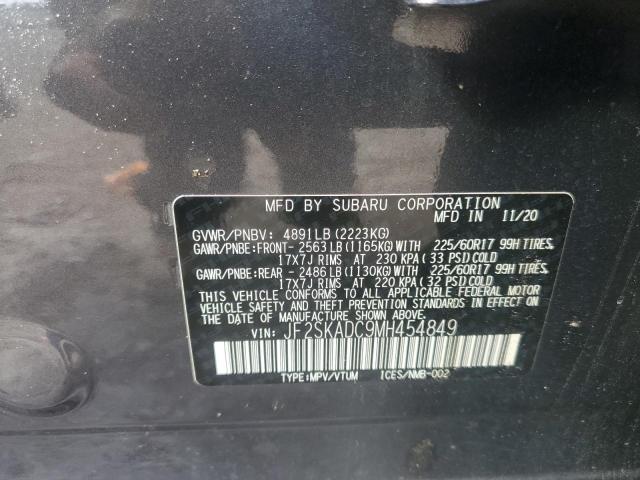 MFD BY SUBARU CORPORATION
MFD IN 11/20
GVWR/PNBV: 4891LB (2223KG)
GAWR/PNBE:FRONT- 2563LB (1165KG)WITH 225/60R17 99H TIRES,
17X7J RIMS AT 230 KPA ( 33 PSI) COLD
GAWR/PNBE:REAR - 2486LB (1130KG)WITH 225/60R17 99H TIRES,
17X7J RIMS AT 220 KPA ( 32 PSI) COLD
THIS VEHICLE CONFORMS TO ALL APPLICABLE FEDERAL MOTOR
VEHICLE SAFETY, BUMPER, AND THEFT PREVENTION STANDARDS IN EFFECT
ON THE DATE OF MANUFACTURE SHOWN ABOVE.
VIN: JF2SKADC9MH454849
TYPE:MPV/VTUM ICES/NMB-002